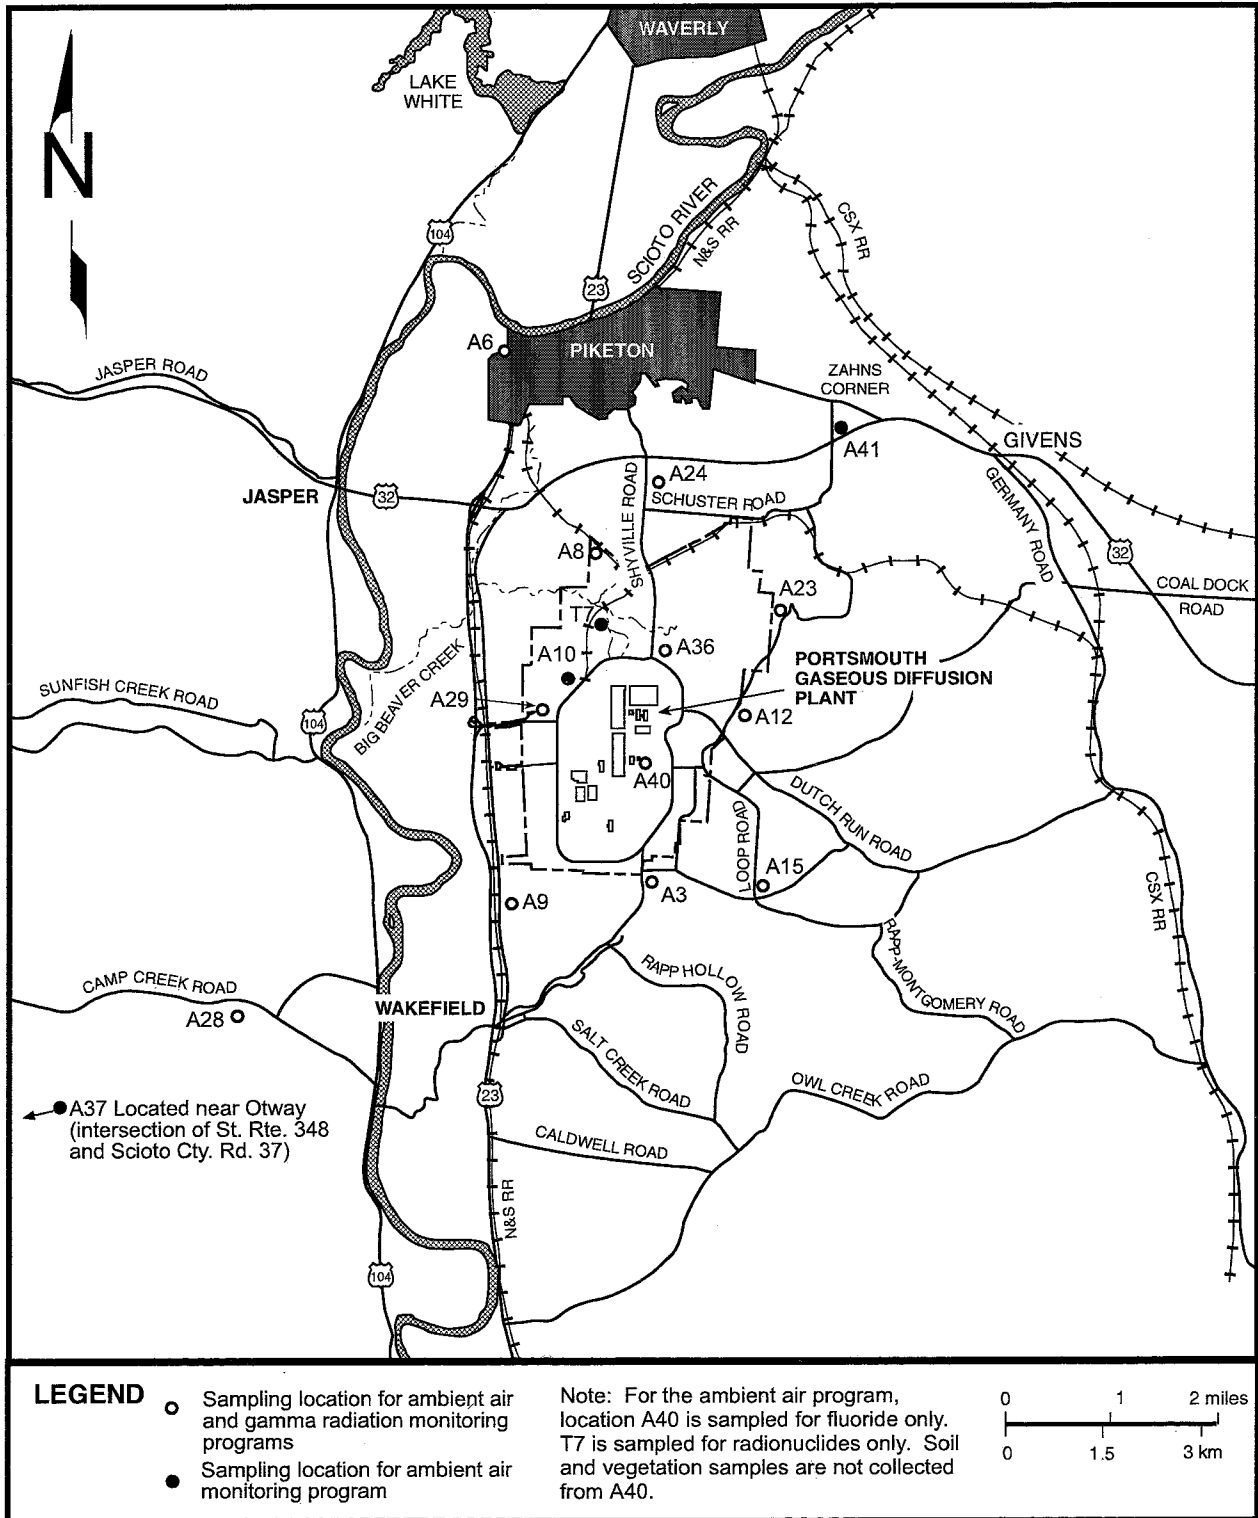 WAVERLY
LAKE
WHITE
N
104
SCIOTO RIVER
N&S RR
CSX RR
23
A6
PIKETON
JASPER ROAD
ZAHNS
CORNER
A41
GIVENS
A24
SCHUSTER ROAD
JASPER
32
SHYVILLE ROAD
GERMANY ROAD
A8
32
COAL DOCK
ROAD
A23
T7
A36
A10
PORTSMOUTH
GASEOUS DIFFUSION
PLANT
BIG BEAVER CREEK
SUNFISH CREEK ROAD
A29
104
A12
A40
DUTCH RUN ROAD
LOOP ROAD
A15
A3
A9
CSX RR
RAPP-MONTGOMERY ROAD
RAPP HOLLOW ROAD
CAMP CREEK ROAD
A28
WAKEFIELD
SALT CREEK ROAD
OWL CREEK ROAD
23
A37 Located near Otway
(intersection of St. Rte. 348
and Scioto Cty. Rd. 37)
CALDWELL ROAD
N&S RR
104
LEGEND
Sampling location for ambient air
and gamma radiation monitoring
programs
Sampling location for ambient air
monitoring program
Note: For the ambient air program,
location A40 is sampled for fluoride only.
T7 is sampled for radionuclides only. Soil
and vegetation samples are not collected
from A40.
0 1 2 miles
0 1.5 3 km